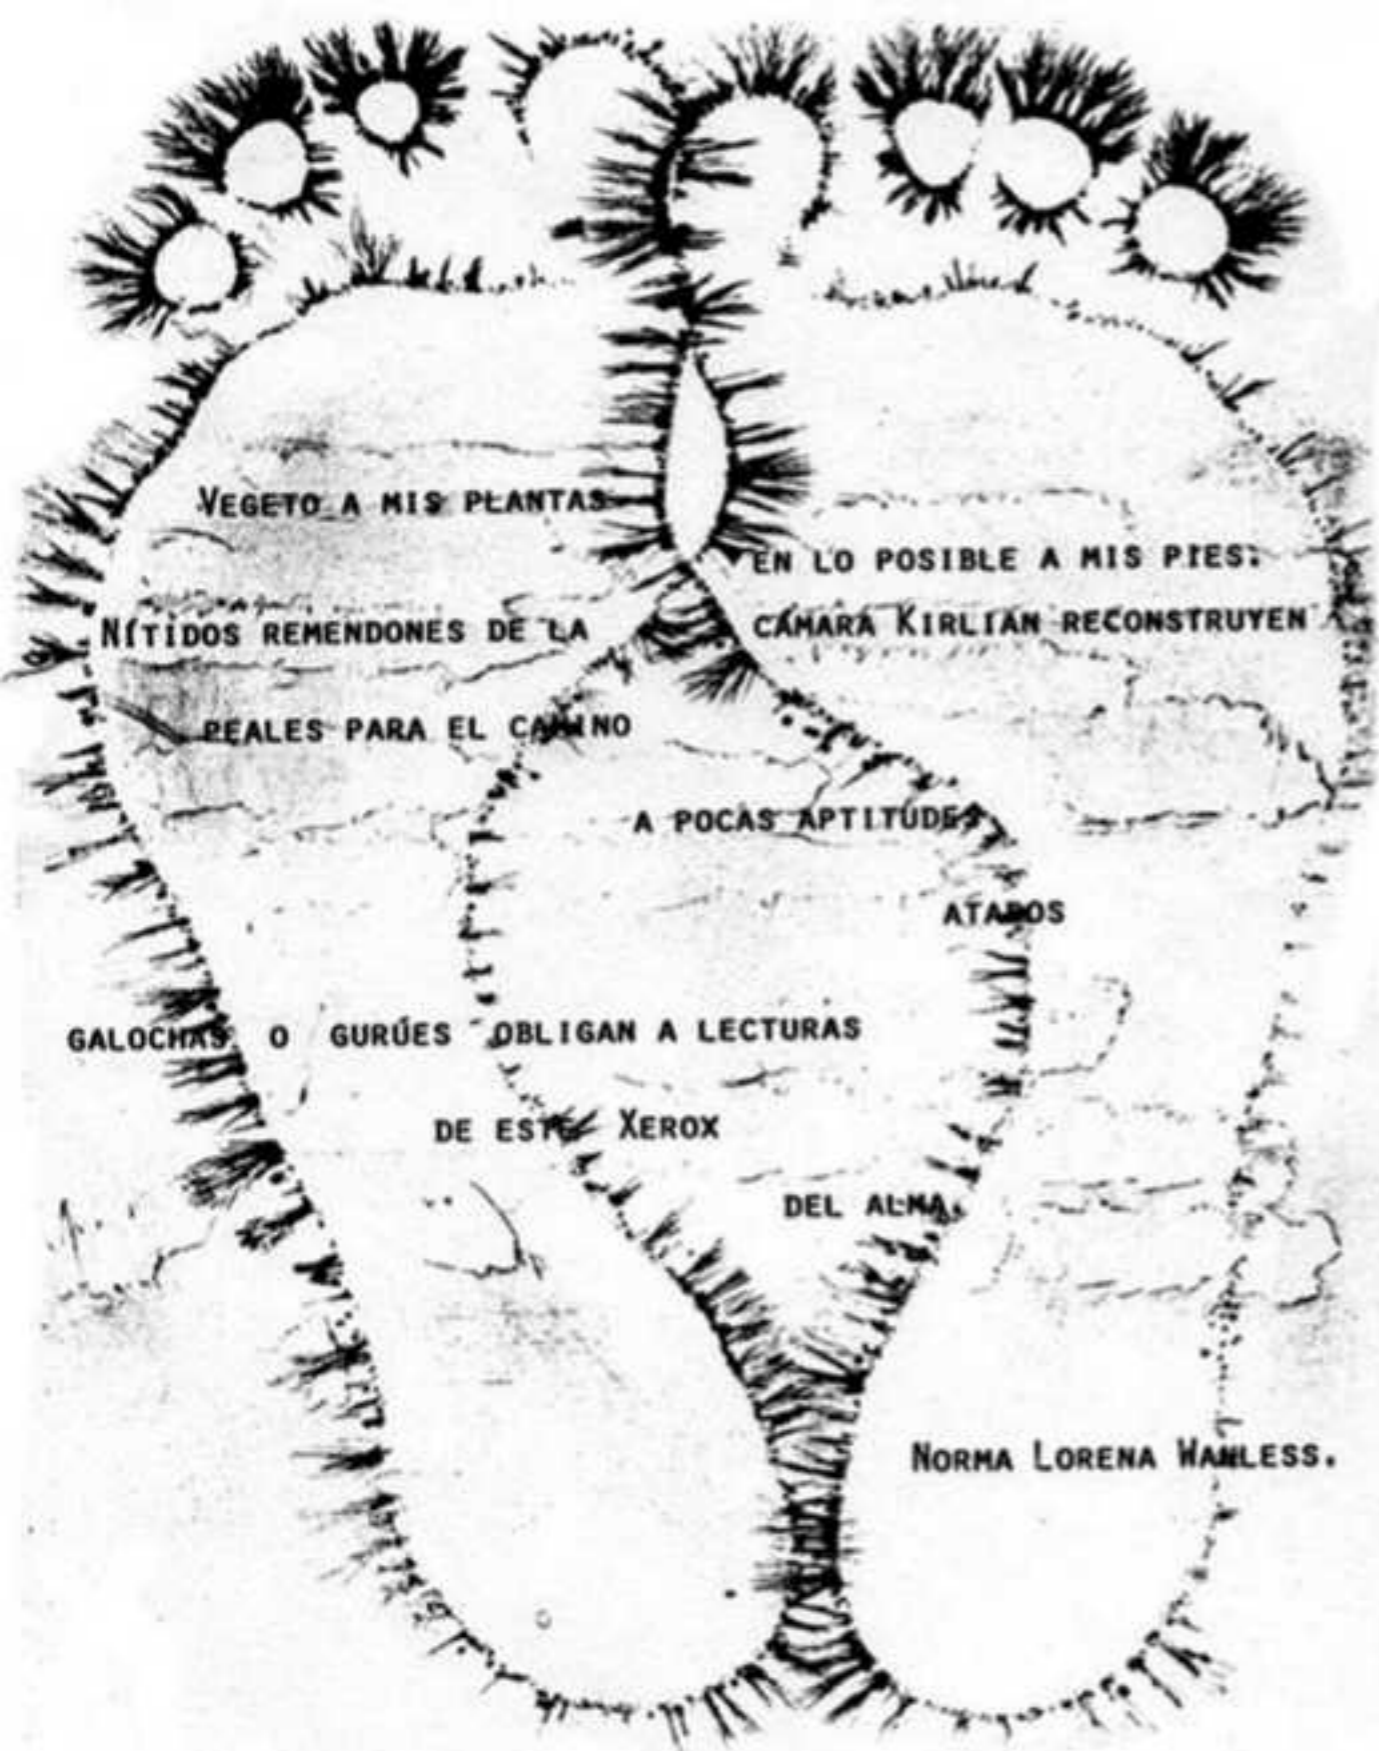 VEGETO A MIS PLANTAS
EN LO POSIBLE A MIS PIES.
NÍTIDOS REMENDONES DE LA CÁMARA KIRLIAN RECONSTRUYEN
PEALES PARA EL CAMINO
A POCAS APTITUDES
ATADOS
GALOCHAS O GURÚES OBLIGAN A LECTURAS
DE ESTE XEROX
DEL ALMA.
NORMA LORENA WANLESS.